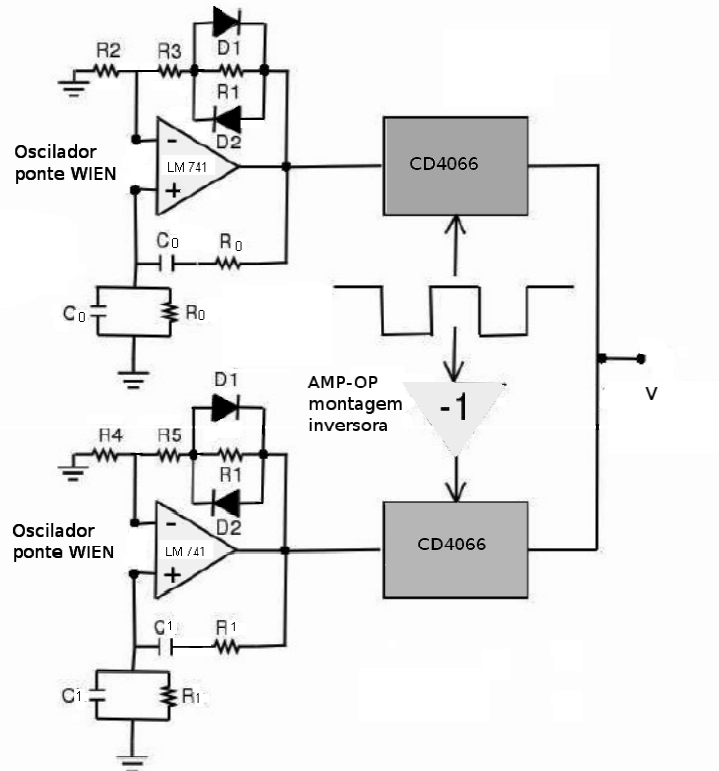 R2
R3
D1
R1
D2
Oscilador
ponte WIEN
-
LM 741
+
CD4066
C0
R0
C0
R0
AMP-OP
montagem
inversora
-1
V
D1
R4
R5
R1
D2
Oscilador
ponte WIEN
-
LM 741
+
CD4066
C1
R1
C1
R1